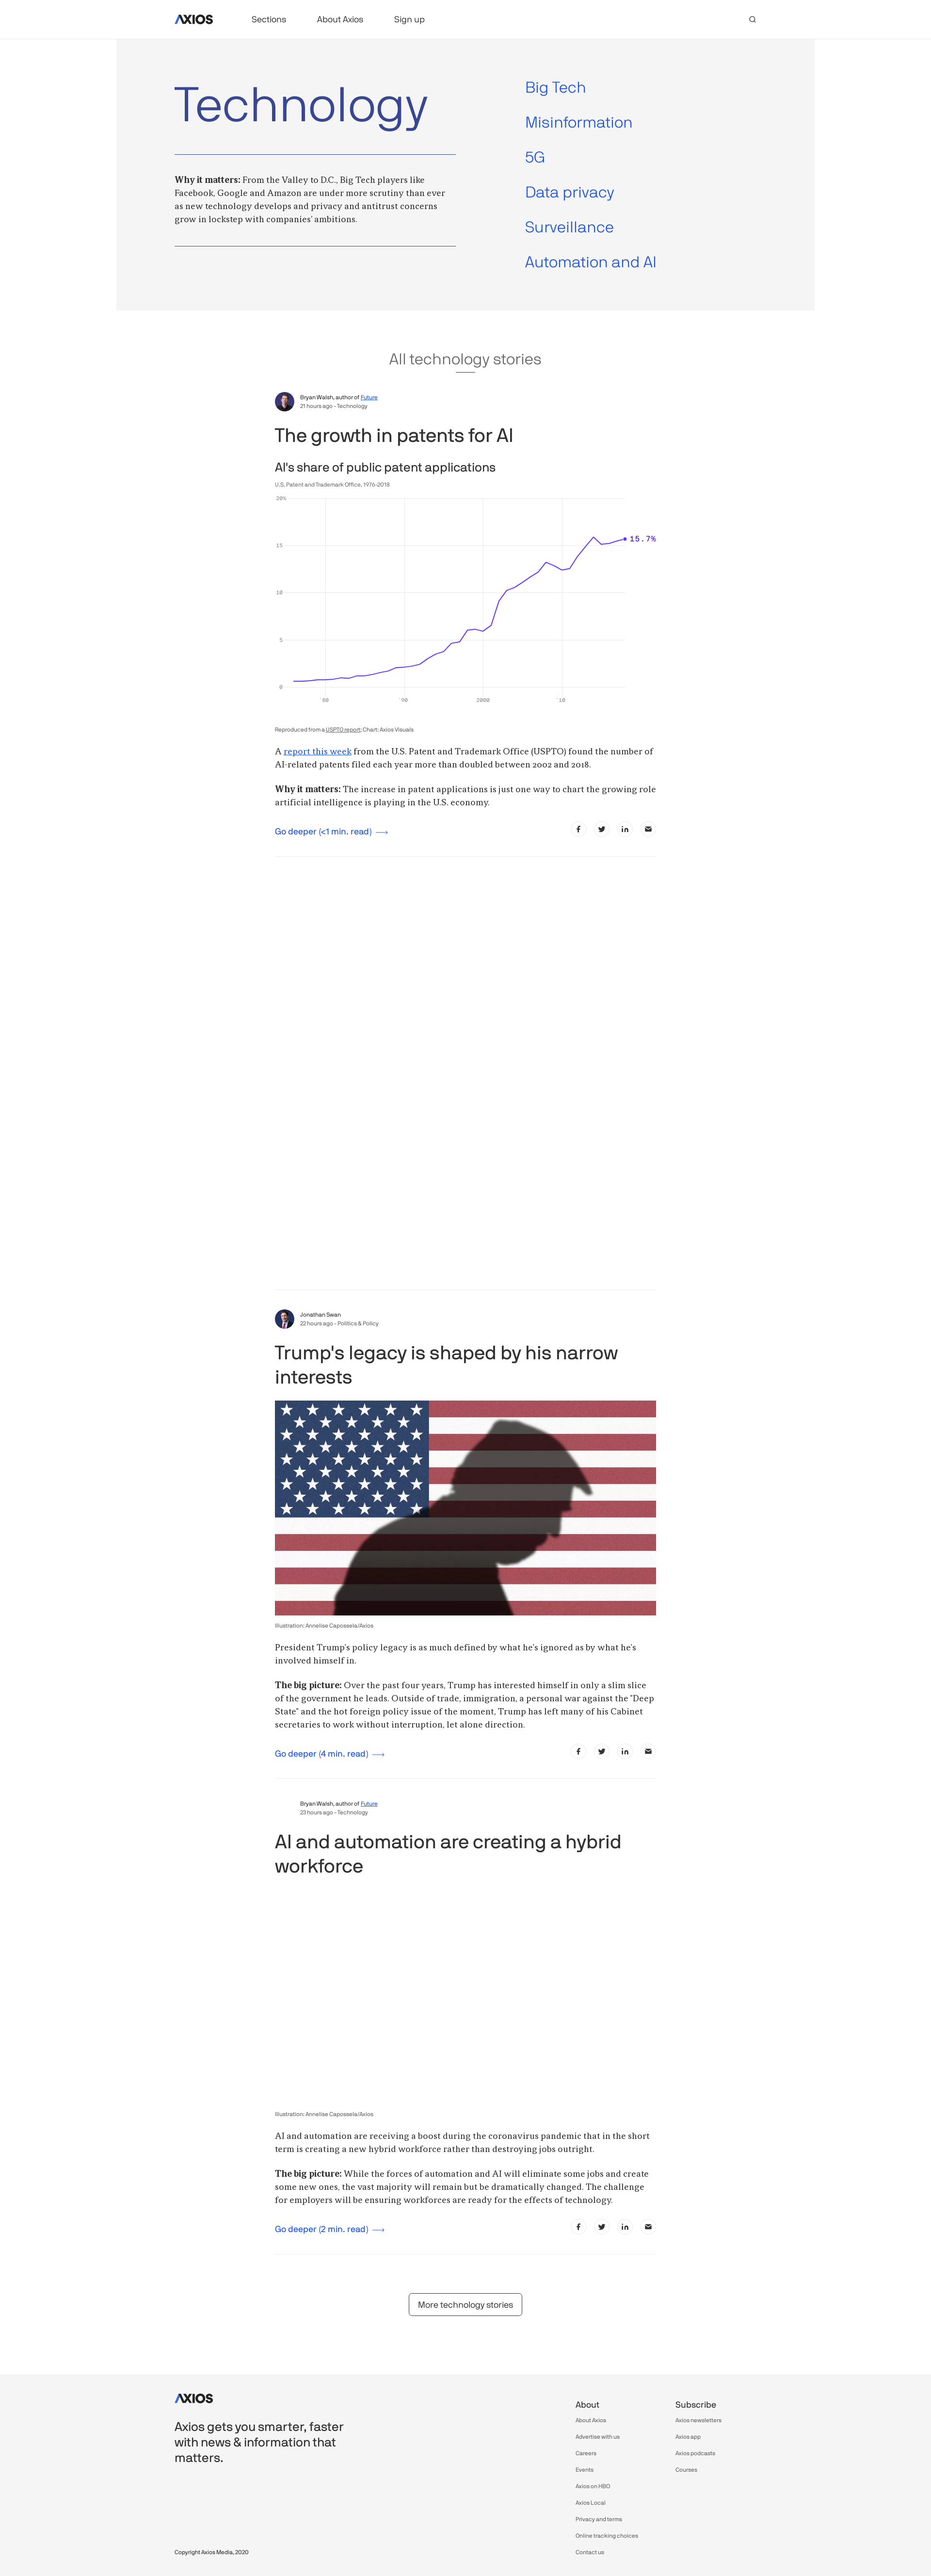 AXIOS
Sections
About Axios
Sign up
Technology
Why it matters: From the Valley to D.C., Big Tech players like
Facebook, Google and Amazon are under more scrutiny than ever
as new technology develops and privacy and antitrust concerns
grow in lockstep with companies' ambitions.
Big Tech
Misinformation
5G
Data privacy
Surveillance
Automation and AI
All technology stories
Bryan Walsh, author of Future
21 hours ago - Technology
The growth in patents for AI
AI's share of public patent applications
U.S. Patent and Trademark Office, 1976-2018
20%
15
10
5
0
15.7%
'80
'90
2000
'10
Reproduced from a USPTO report; Chart: Axios Visuals
A report this week from the U.S. Patent and Trademark Office (USPTO) found the number of
AI-related patents filed each year more than doubled between 2002 and 2018.
Why it matters: The increase in patent applications is just one way to chart the growing role
artificial intelligence is playing in the U.S. economy.
Go deeper (<1 min. read)
Jonathan Swan
22 hours ago - Politics & Policy
Trump's legacy is shaped by his narrow
interests
Illustration: Annelise Capossela/Axios
President Trump's policy legacy is as much defined by what he's ignored as by what he's
involved himself in.
The big picture: Over the past four years, Trump has interested himself in only a slim slice
of the government he leads. Outside of trade, immigration, a personal war against the "Deep
State" and the hot foreign policy issue of the moment, Trump has left many of his Cabinet
secretaries to work without interruption, let alone direction.
Go deeper (4 min. read)
Bryan Walsh, author of Future
23 hours ago - Technology
AI and automation are creating a hybrid
workforce
Illustration: Annelise Capossela/Axios
AI and automation are receiving a boost during the coronavirus pandemic that in the short
term is creating a new hybrid workforce rather than destroying jobs outright.
The big picture: While the forces of automation and AI will eliminate some jobs and create
some new ones, the vast majority will remain but be dramatically changed. The challenge
for employers will be ensuring workforces are ready for the effects of technology.
Go deeper (2 min. read)
More technology stories
AXIOS
Axios gets you smarter, faster
with news & information that
matters.
Copyright Axios Media, 2020
About
About Axios
Advertise with us
Careers
Events
Axios on HBO
Axios Local
Privacy and terms
Online tracking choices
Contact us
Subscribe
Axios newsletters
Axios app
Axios podcasts
Courses